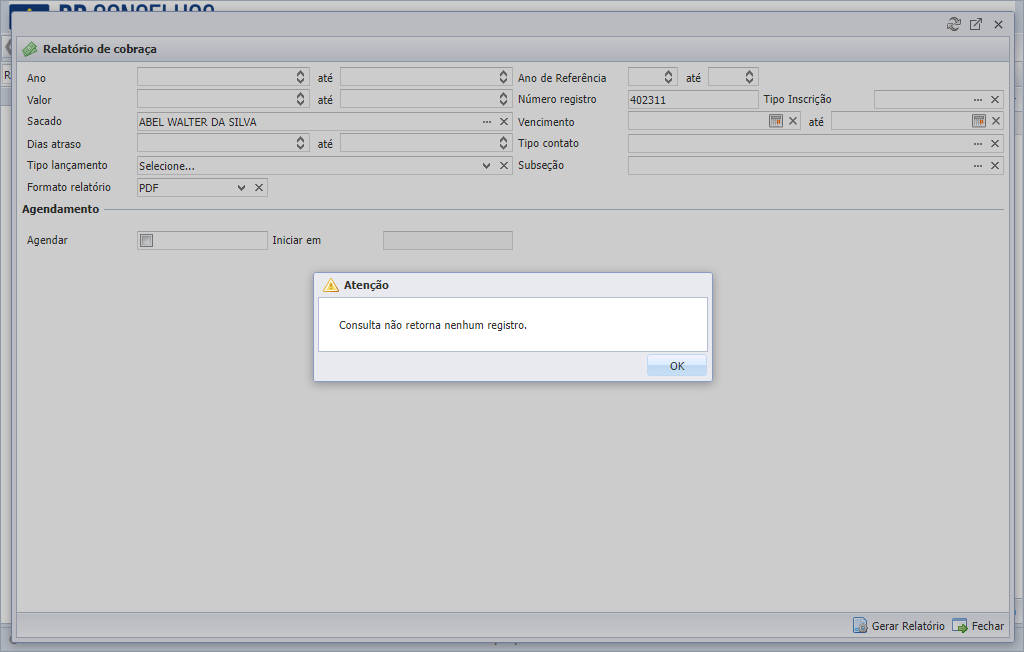 BR CONSELHOS
Relatório de cobraça
Ano até Ano de Referência até
Valor até Número registro 402311 Tipo Inscrição
Sacado ABEL WALTER DA SILVA Vencimento até
Dias atraso até Tipo contato
Tipo lançamento Selecione... Subseção
Formato relatório PDF
Agendamento
Agendar Iniciar em
Atenção
Consulta não retorna nenhum registro.
OK
Gerar Relatório Fechar